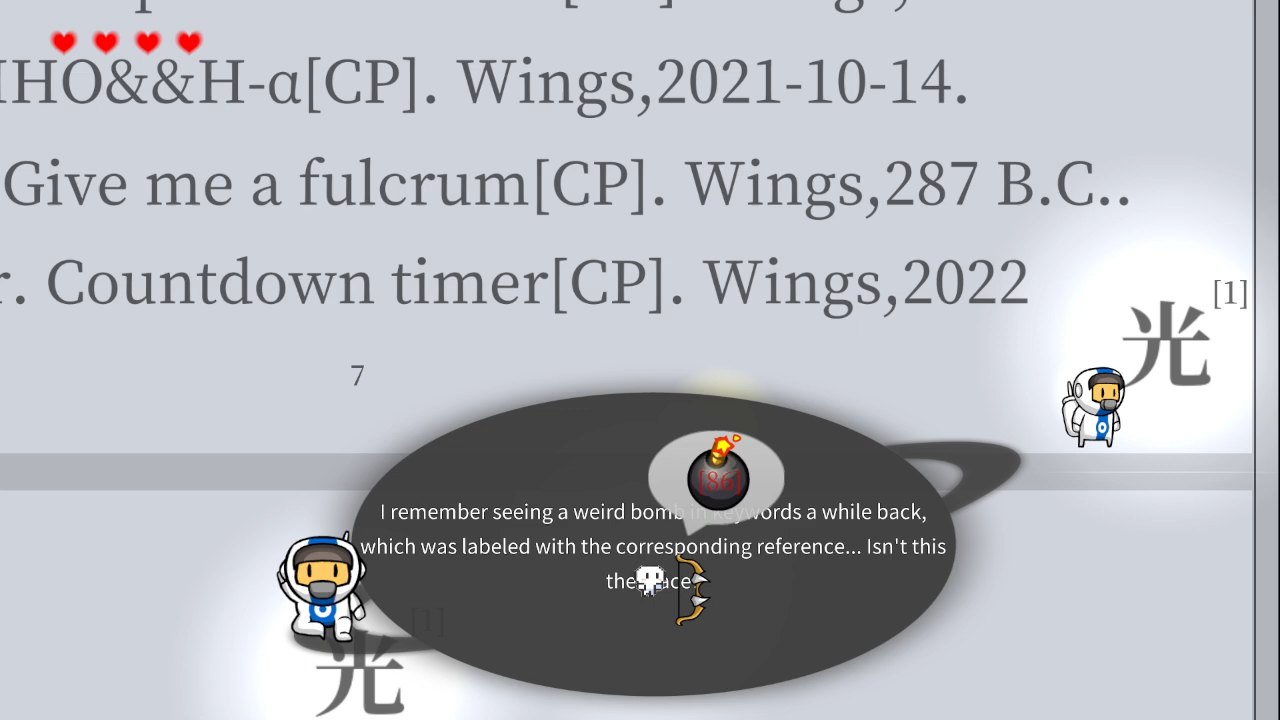 HO&&H-α[CP]. Wings,2021-10-14.
Give me a fulcrum[CP]. Wings,287 B.C..
r. Countdown timer[CP]. Wings,2022
[1]
光
7
[86]
I remember seeing a weird bomb in keywords a while back,
which was labeled with the corresponding reference... Isn't this
the
[1]
光